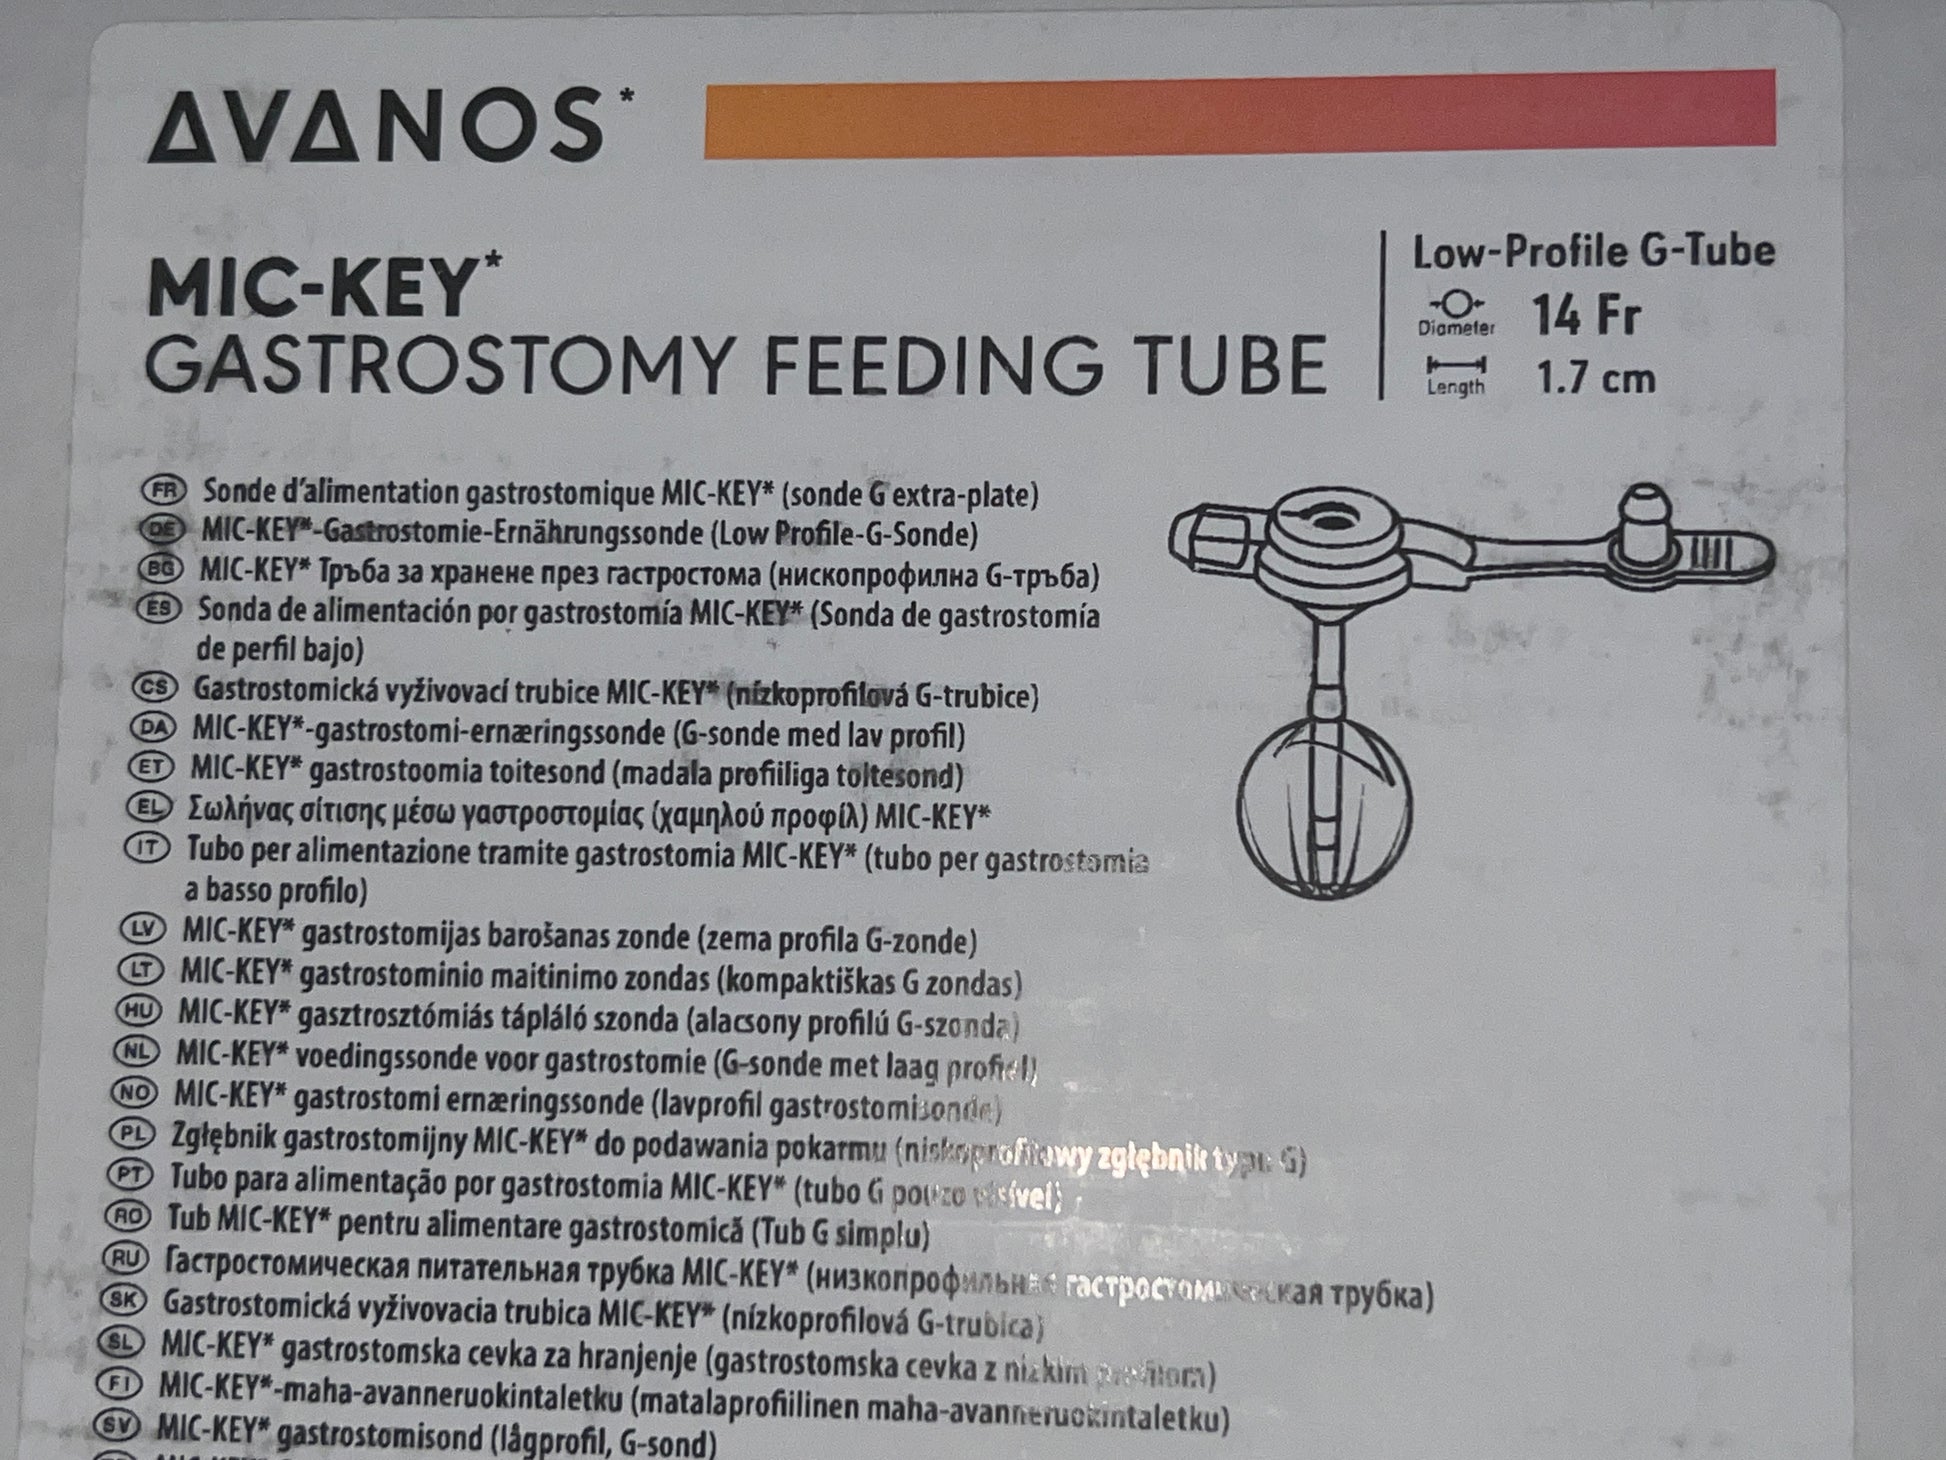 AVANOS*
MIC-KEY*
GASTROSTOMY FEEDING TUBE
Low-Profile G-Tube
Diameter 14 Fr
Length 1.7 cm
FR Sonde d'alimentation gastrostomique MIC-KEY* (sonde G extra-plate)
DE MIC-KEY*-Gastrostomie-Ernährungssonde (Low Profile-G-Sonde)
BG MIC-KEY* Тръба за хранене през гастростома (нископрофилна G-тръба)
ES Sonda de alimentación por gastrostomía MIC-KEY* (Sonda de gastrostomía
de perfil bajo)
CS Gastrostomická vyživovací trubice MIC-KEY* (nízkoprofilová G-trubice)
DA MIC-KEY*-gastrostomi-ernæringssonde (G-sonde med lav profil)
ET MIC-KEY* gastrostoomia toitesond (madala profiiliga toltesond)
EL Σωλήνας σίτισης μέσω γαστροστομίας (χαμηλού προφίλ) MIC-KEY*
IT Tubo per alimentazione tramite gastrostomia MIC-KEY* (tubo per gastrostomia
a basso profilo)
LV MIC-KEY* gastrostomijas barošanas zonde (zema profila G-zonde)
LT MIC-KEY* gastrostominio maitinimo zondas (kompaktiškas G zondas)
HU MIC-KEY* gasztrosztómiás tápláló szonda (alacsony profilú G-szonda)
NL MIC-KEY* voedingssonde voor gastrostomie (G-sonde met laag profiel)
NO MIC-KEY* gastrostomi ernæringssonde (lavprofil gastrostomisonde)
PL Zgłębnik gastrostomijny MIC-KEY* do podawania pokarmu (niskoprofilowy zgłębnik typu G)
PT Tubo para alimentação por gastrostomia MIC-KEY* (tubo G pouco visível)
RO Tub MIC-KEY* pentru alimentare gastrostomică (Tub G simplu)
RU Гастростомическая питательная трубка MIC-KEY* (низкопрофильная гастростомическая трубка)
SK Gastrostomická vyživovacia trubica MIC-KEY* (nízkoprofilová G-trubica)
SL MIC-KEY* gastrostomska cevka za hranjenje (gastrostomska cevka z nizkim profilom)
FI MIC-KEY*-maha-avanneruokintaletku (matalaprofiilinen maha-avanneruokintaletku)
SV MIC-KEY* gastrostomisond (lågprofil, G-sond)